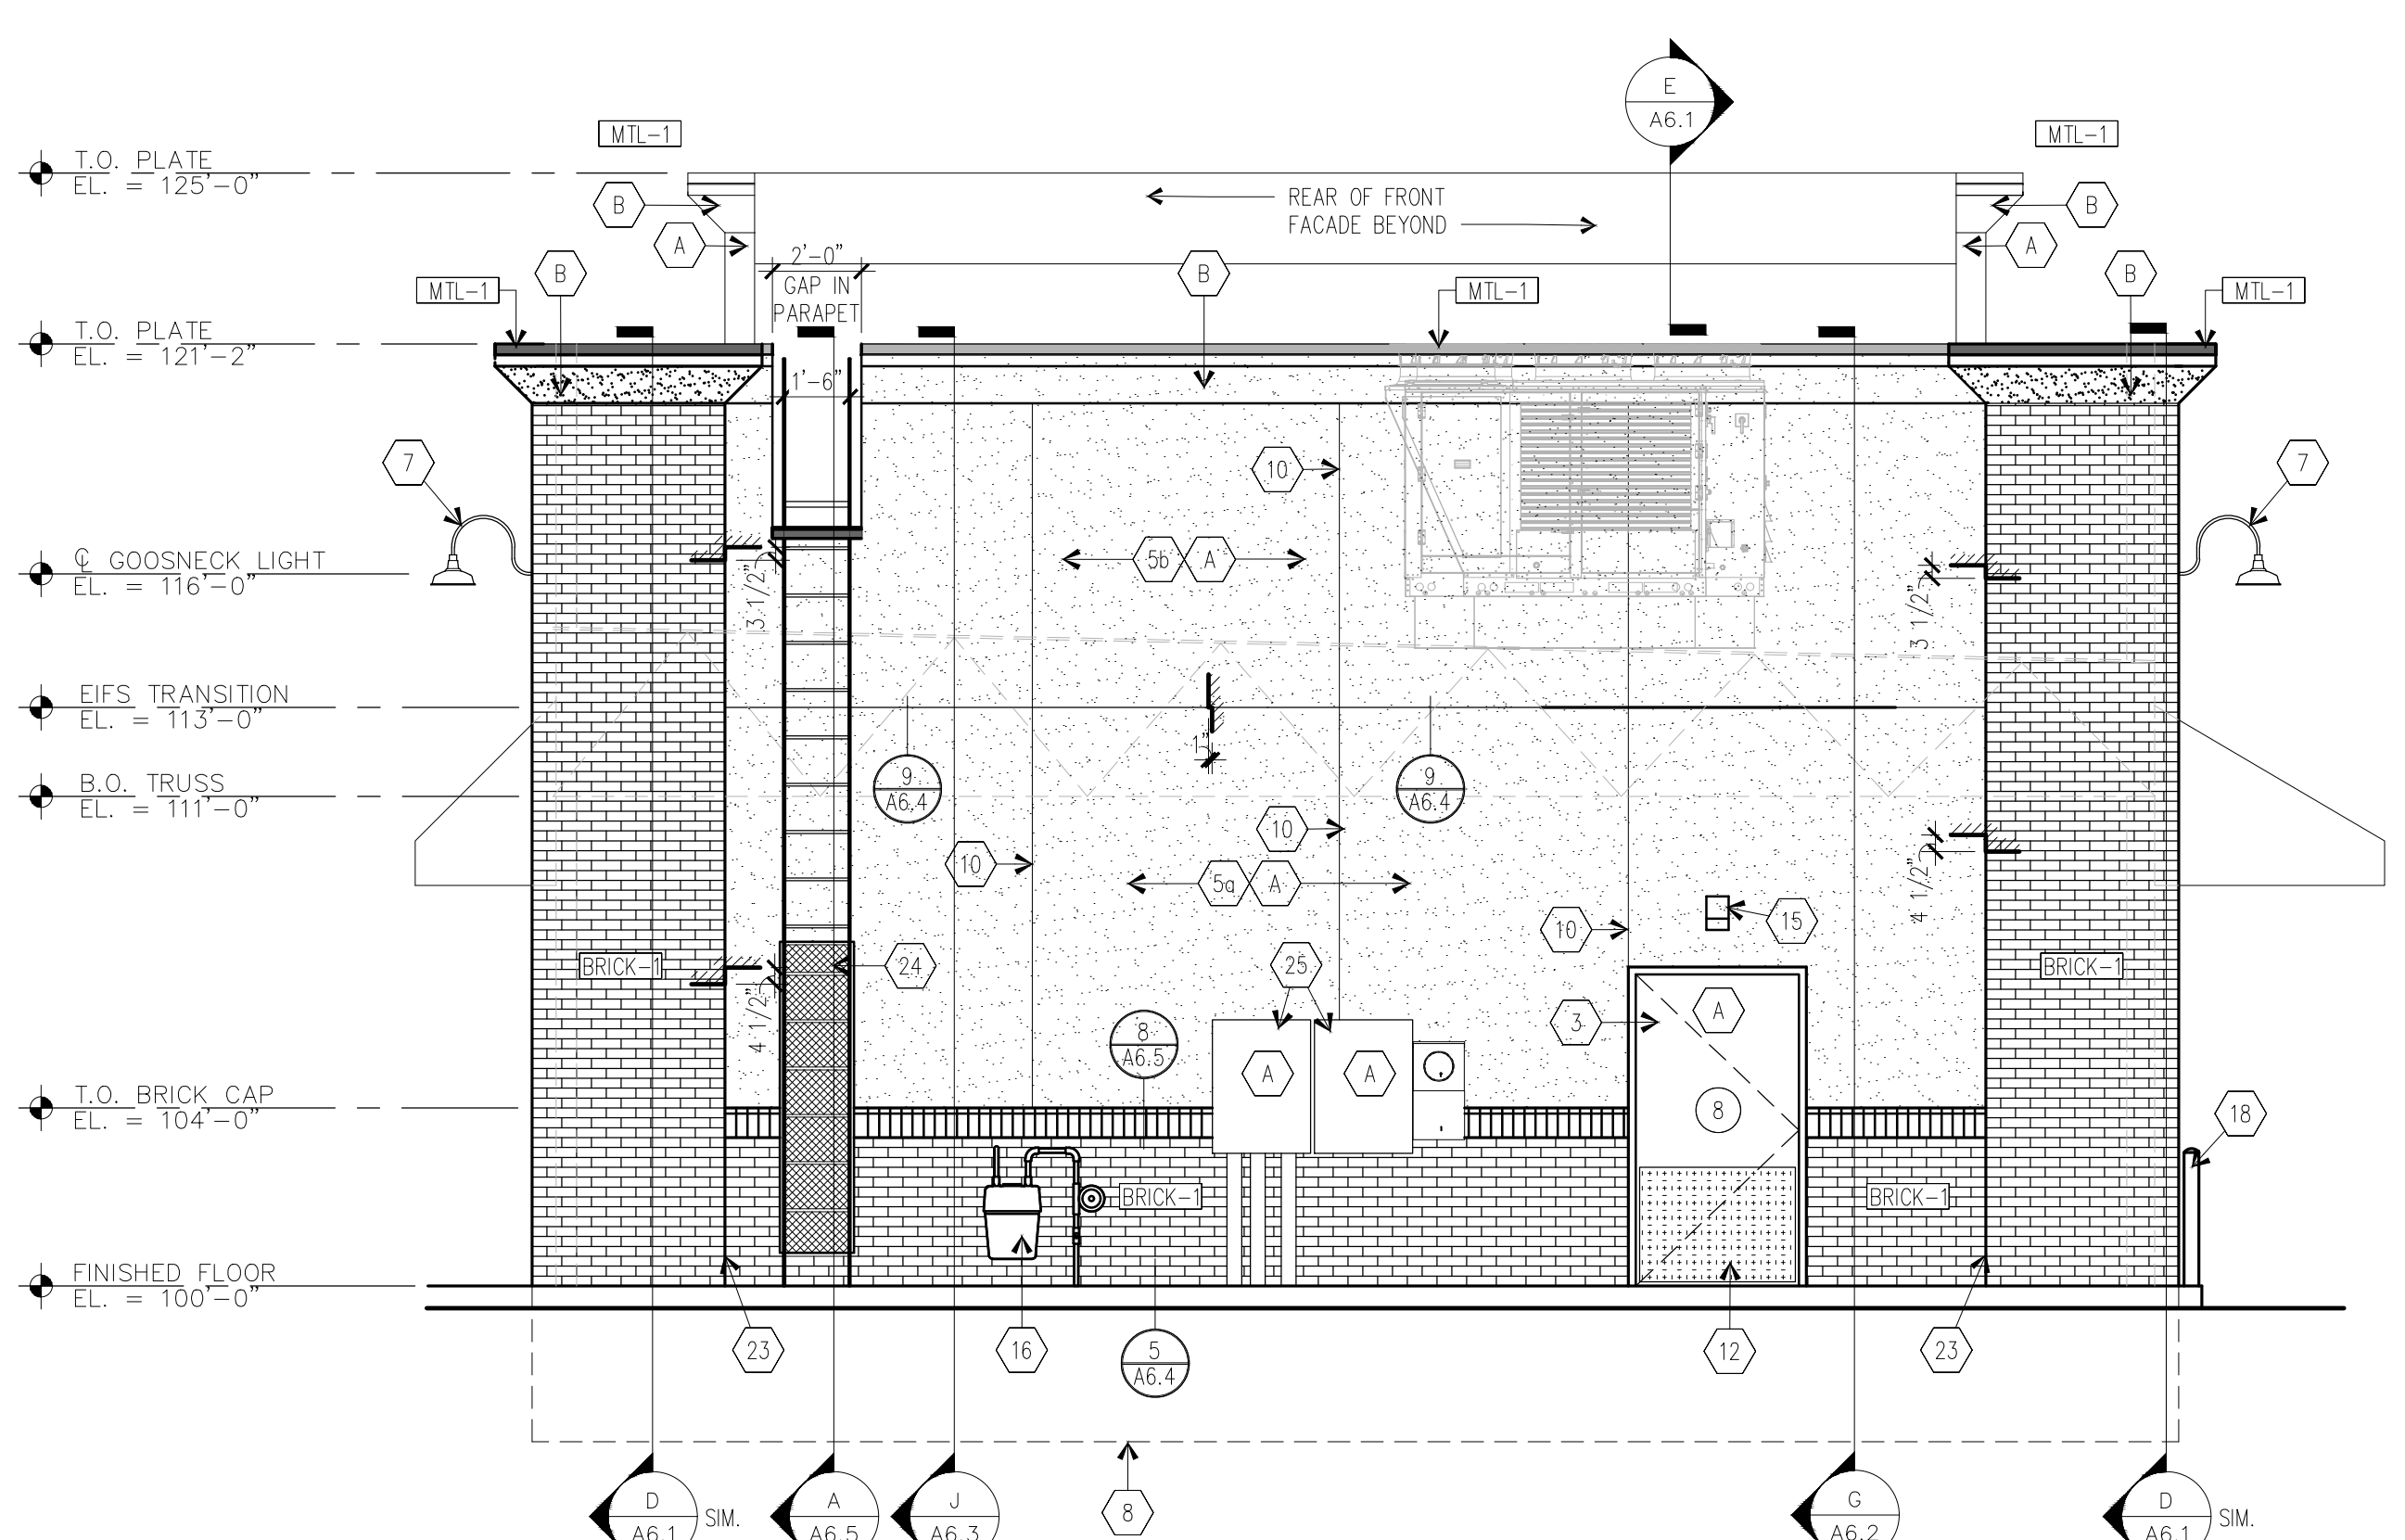 E
A6.1
MTL-1
MTL-1
T.O. PLATE
EL. = 125'-0"
B
REAR OF FRONT
FACADE BEYOND
B
A
A
2'-0"
GAP IN
PARAPET
B
B
B
MTL-1
MTL-1
MTL-1
T.O. PLATE
EL. = 121'-2"
1'-6"
7
10
7
℄ GOOSNECK LIGHT
EL. = 116'-0"
5b
A
3 1/2"
3 1/2"
EIFS TRANSITION
EL. = 113'-0"
1"
B.O. TRUSS
EL. = 111'-0"
9
A6.4
9
A6.4
10
10
5a
A
4 1/2"
10
15
BRICK-1
24
25
BRICK-1
4 1/2"
8
A6.5
3
A
A
A
T.O. BRICK CAP
EL. = 104'-0"
8
18
BRICK-1
BRICK-1
FINISHED FLOOR
EL. = 100'-0"
23
16
5
A6.4
12
23
D
A6.1
SIM.
A
A6.5
J
A6.3
8
G
A6.2
D
A6.1
SIM.